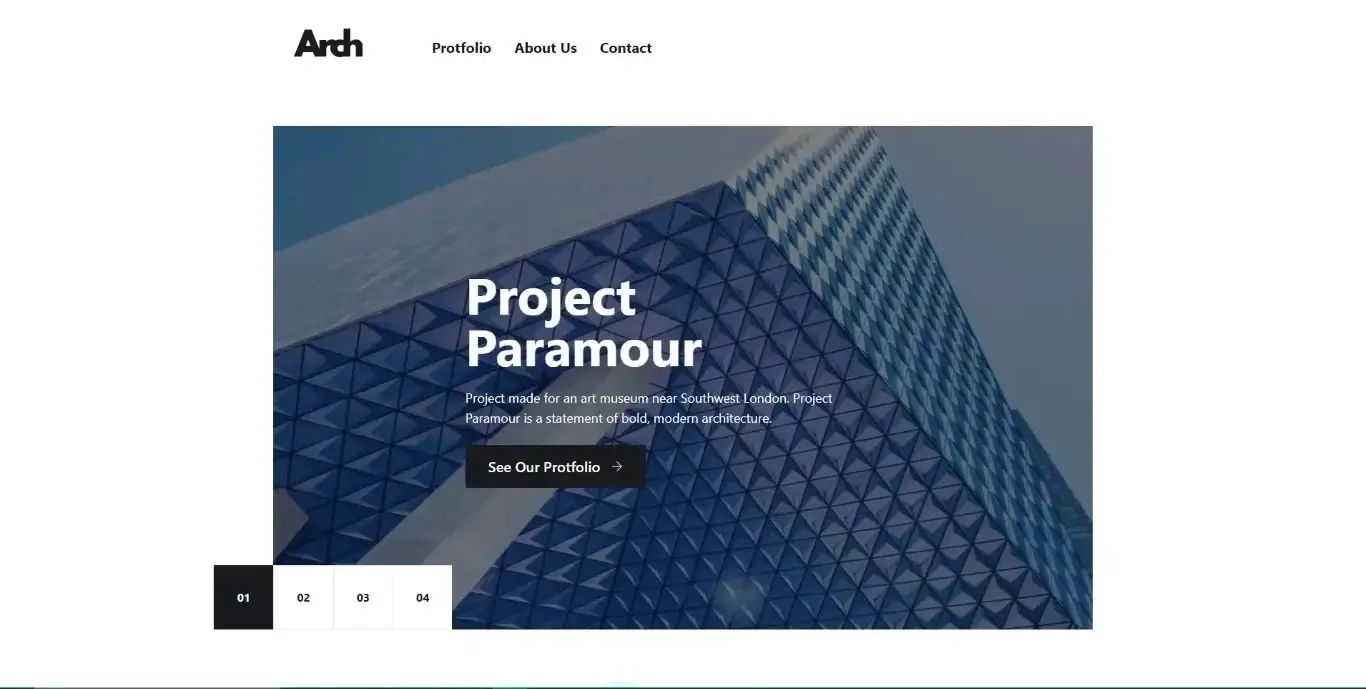 Arch
Protfolio About Us Contact
Project
Paramour
Project made for an art museum near Southwest London. Project
Paramour is a statement of bold, modern architecture.
See Our Protfolio →
01 02 03 04